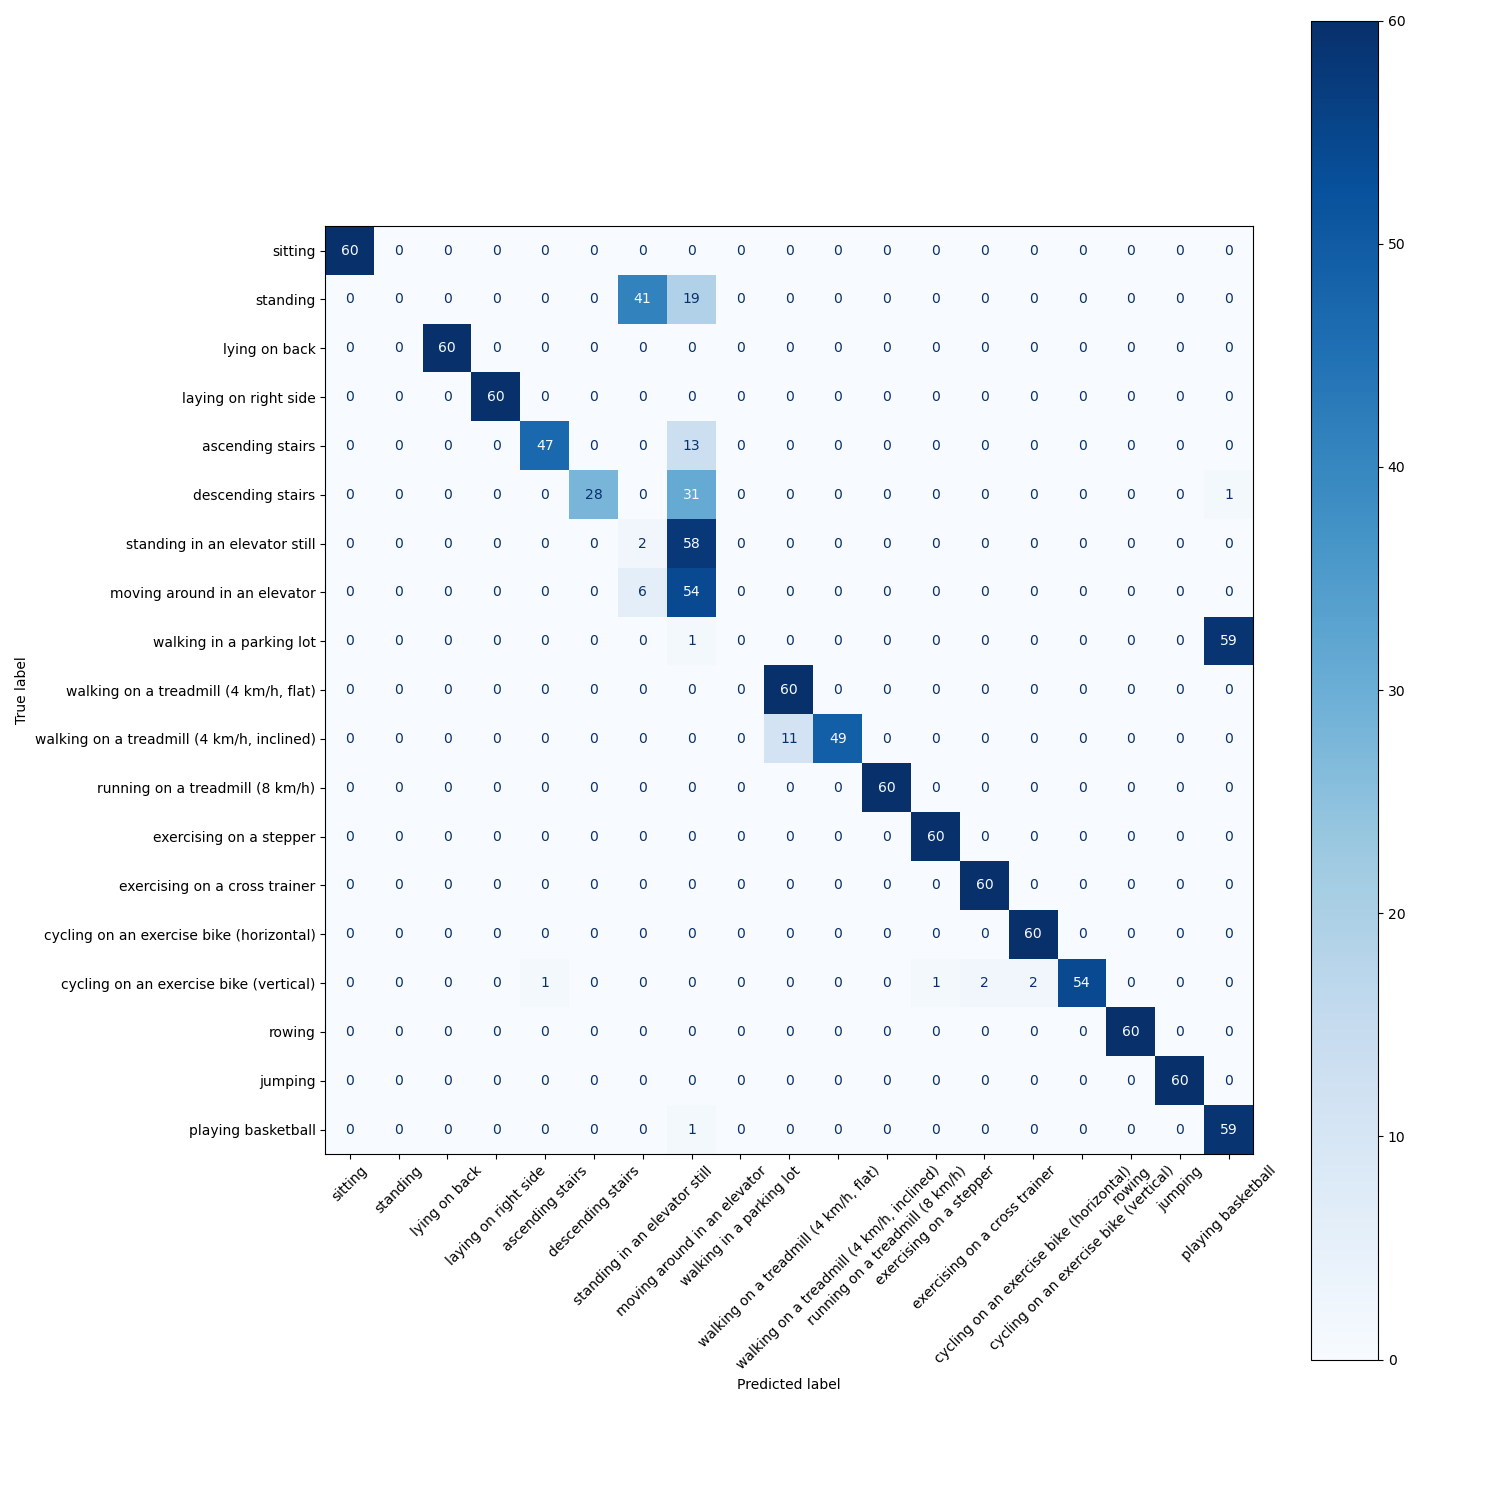 60
50
40
30
20
10
0
True label
sitting 60 0 0 0 0 0 0 0 0 0 0 0 0 0 0 0 0 0 0
standing 0 0 0 0 0 0 41 19 0 0 0 0 0 0 0 0 0 0 0
lying on back 0 0 60 0 0 0 0 0 0 0 0 0 0 0 0 0 0 0 0
laying on right side 0 0 0 60 0 0 0 0 0 0 0 0 0 0 0 0 0 0 0
ascending stairs 0 0 0 0 47 0 0 13 0 0 0 0 0 0 0 0 0 0 0
descending stairs 0 0 0 0 0 28 0 31 0 0 0 0 0 0 0 0 0 0 1
standing in an elevator still 0 0 0 0 0 0 2 58 0 0 0 0 0 0 0 0 0 0 0
moving around in an elevator 0 0 0 0 0 0 6 54 0 0 0 0 0 0 0 0 0 0 0
walking in a parking lot 0 0 0 0 0 0 0 1 0 0 0 0 0 0 0 0 0 0 59
walking on a treadmill (4 km/h, flat) 0 0 0 0 0 0 0 0 0 60 0 0 0 0 0 0 0 0 0
walking on a treadmill (4 km/h, inclined) 0 0 0 0 0 0 0 0 0 11 49 0 0 0 0 0 0 0 0
running on a treadmill (8 km/h) 0 0 0 0 0 0 0 0 0 0 0 60 0 0 0 0 0 0 0
exercising on a stepper 0 0 0 0 0 0 0 0 0 0 0 0 60 0 0 0 0 0 0
exercising on a cross trainer 0 0 0 0 0 0 0 0 0 0 0 0 0 60 0 0 0 0 0
cycling on an exercise bike (horizontal) 0 0 0 0 0 0 0 0 0 0 0 0 0 0 60 0 0 0 0
cycling on an exercise bike (vertical) 0 0 0 0 1 0 0 0 0 0 0 0 1 2 2 54 0 0 0
rowing 0 0 0 0 0 0 0 0 0 0 0 0 0 0 0 0 60 0 0
jumping 0 0 0 0 0 0 0 0 0 0 0 0 0 0 0 0 0 60 0
playing basketball 0 0 0 0 0 0 0 1 0 0 0 0 0 0 0 0 0 0 59
sitting
standing
lying on back
laying on right side
ascending stairs
descending stairs
standing in an elevator still
moving around in an elevator
walking in a parking lot
walking on a treadmill (4 km/h, flat)
walking on a treadmill (4 km/h, inclined)
running on a treadmill (8 km/h)
exercising on a stepper
exercising on a cross trainer
cycling on an exercise bike (horizontal)
cycling on an exercise bike (vertical)
rowing
jumping
playing basketball
Predicted label